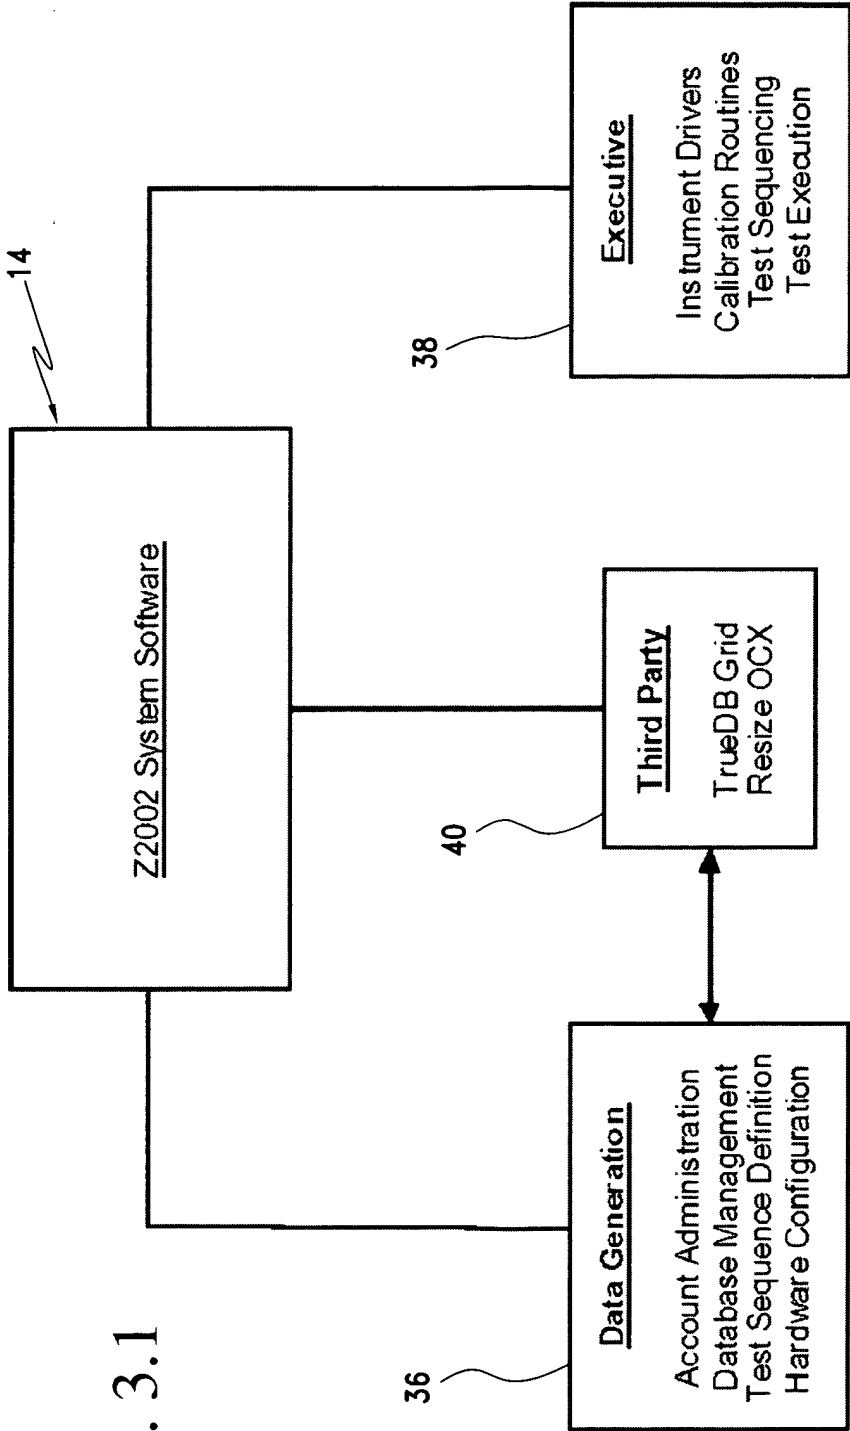 . 3.1
14
Z2002 System Software
36
Data Generation
Account Administration
Database Management
Test Sequence Definition
Hardware Configuration
40
Third Party
TrueDB Grid
Resize OCX
38
Executive
Instrument Drivers
Calibration Routines
Test Sequencing
Test Execution